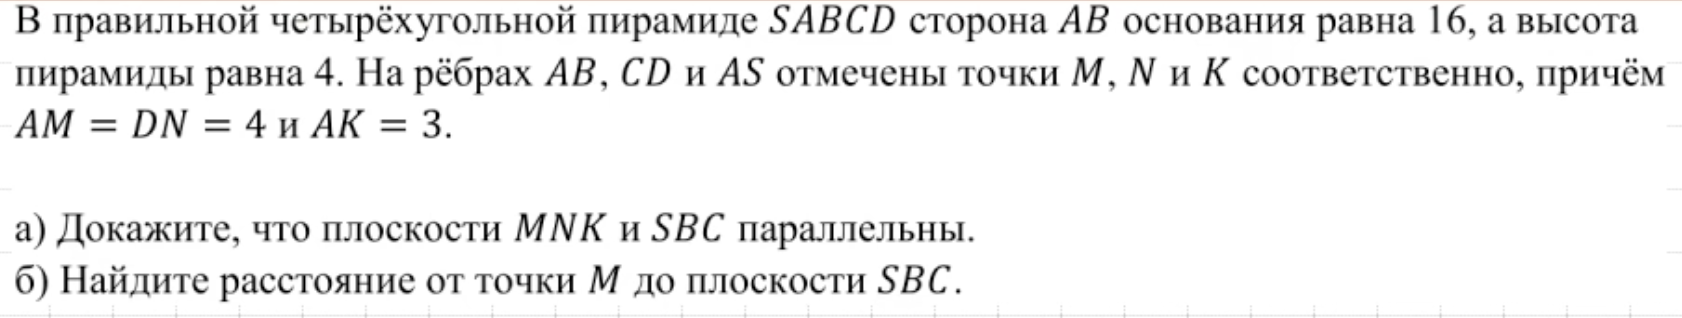 В правильной четырёхугольной пирамиде SABCD сторона AB основания равна 16, а высота
пирамиды равна 4. На рёбрах AB, CD и AS отмечены точки M, N и K соответственно, причём
AM = DN = 4 и AK = 3.
а) Докажите, что плоскости MNK и SBC параллельны.
б) Найдите расстояние от точки M до плоскости SBC.